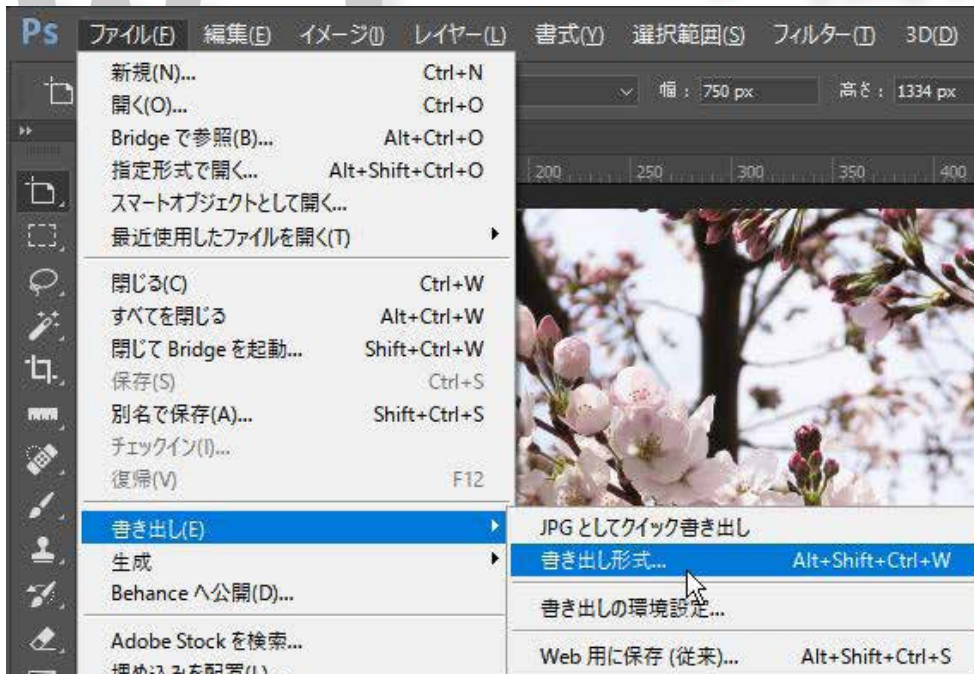 Ps ファイル(F) 編集(E) イメージ(I) レイヤー(L) 書式(Y) 選択範囲(S) フィルター(T) 3D(D)
幅： 750 px 高さ： 1334 px
200 250 300 350 400
新規(N)... Ctrl+N
開く(O)... Ctrl+O
Bridge で参照(B)... Alt+Ctrl+O
指定形式で開く... Alt+Shift+Ctrl+O
スマートオブジェクトとして開く...
最近使用したファイルを開く(T)
閉じる(C) Ctrl+W
すべてを閉じる Alt+Ctrl+W
閉じて Bridge を起動... Shift+Ctrl+W
保存(S) Ctrl+S
別名で保存(A)... Shift+Ctrl+S
チェックイン(I)...
復帰(V) F12
書き出し(E)
生成
Behance へ公開(D)...
Adobe Stock を検索...
埋め込みを配置(L)...
JPG としてクイック書き出し
書き出し形式... Alt+Shift+Ctrl+W
書き出しの環境設定...
Web 用に保存 (従来)... Alt+Shift+Ctrl+S